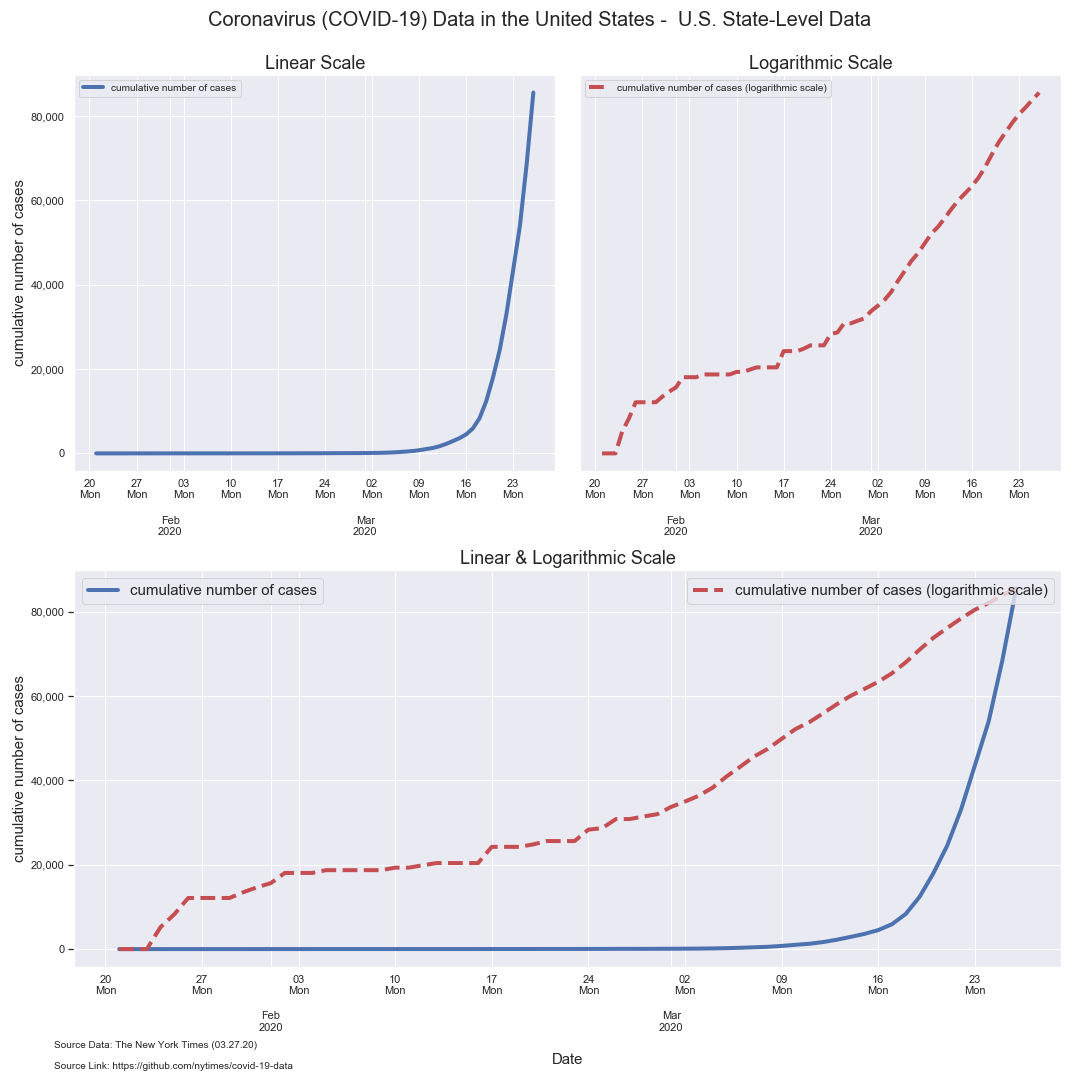 Coronavirus (COVID-19) Data in the United States -  U.S. State-Level Data
Linear Scale
cumulative number of cases
cumulative number of cases
80,000
60,000
40,000
20,000
0
20 27 03 10 17 24 02 09 16 23
Mon Mon Mon Mon Mon Mon Mon Mon Mon Mon
Feb Mar
2020 2020
Logarithmic Scale
cumulative number of cases (logarithmic scale)
20 27 03 10 17 24 02 09 16 23
Mon Mon Mon Mon Mon Mon Mon Mon Mon Mon
Feb Mar
2020 2020
Linear & Logarithmic Scale
cumulative number of cases
cumulative number of cases (logarithmic scale)
cumulative number of cases
80,000
60,000
40,000
20,000
0
20 27 03 10 17 24 02 09 16 23
Mon Mon Mon Mon Mon Mon Mon Mon Mon Mon
Feb Mar
2020 2020
Date
Source Data: The New York Times (03.27.20)
Source Link: https://github.com/nytimes/covid-19-data